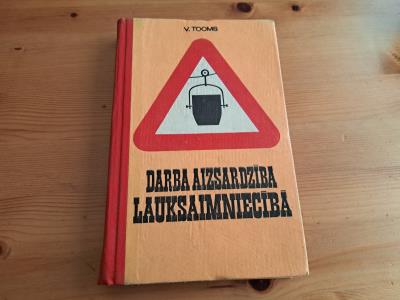 V. TOOMS
DARBA AIZSARDZĪBA
LAUKSAIMNIECĪBĀ